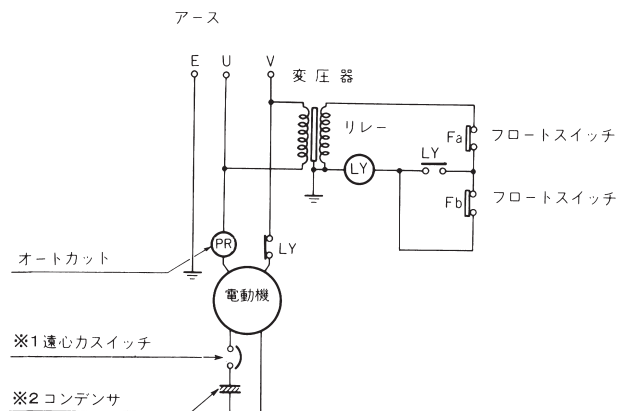 アース
E U V
変圧器
リレー
Fa フロートスイッチ
LY
LY
Fb フロートスイッチ
PR
LY
オートカット
電動機
※1遠心力スイッチ
※2コンデンサ